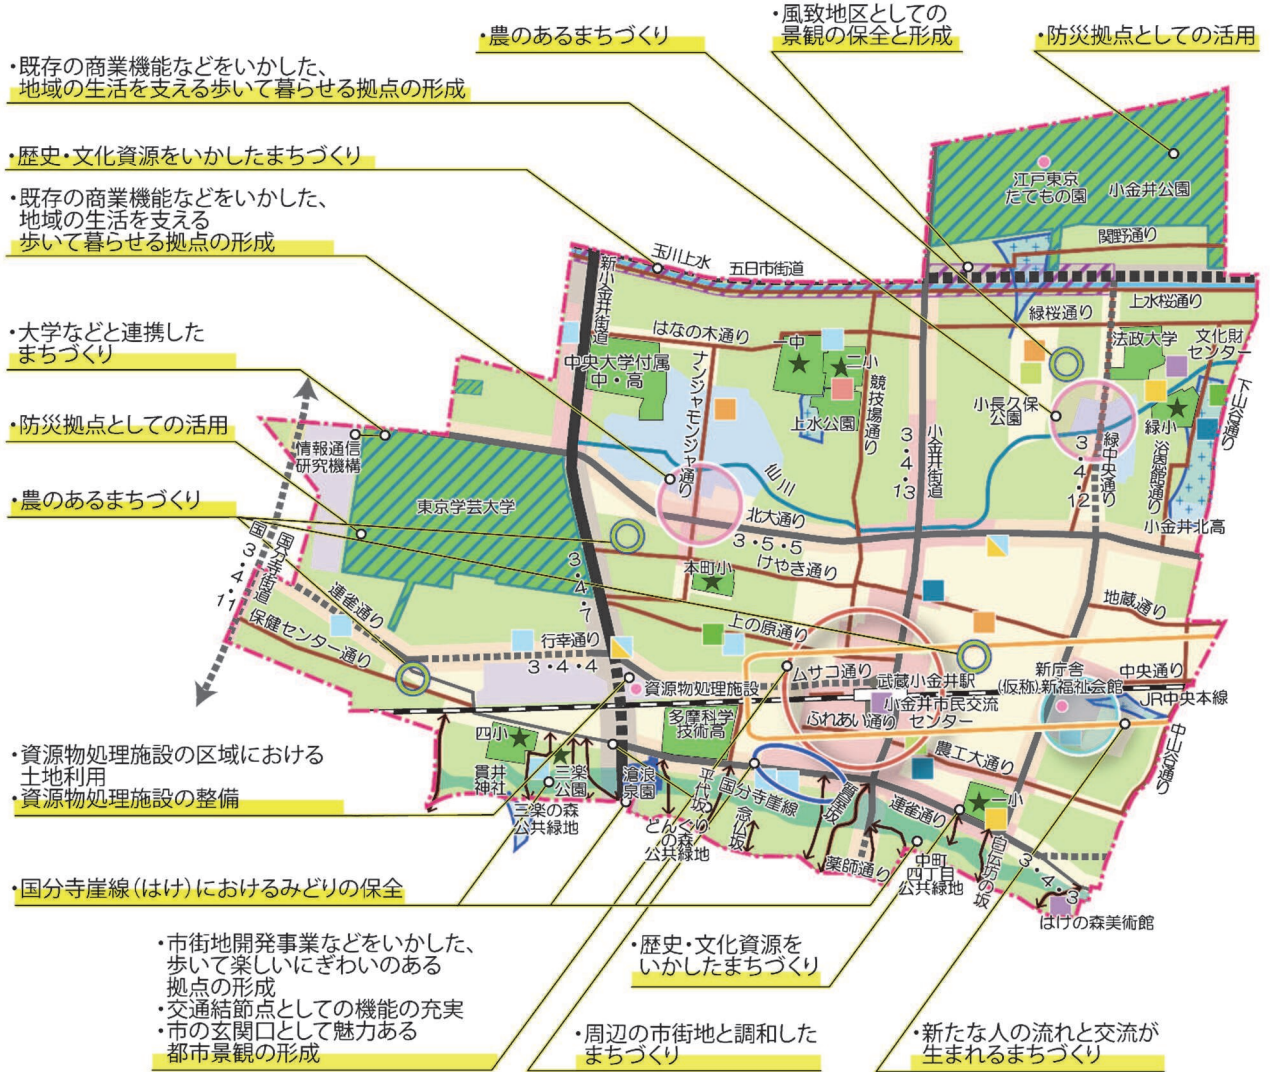 ・農のあるまちづくり
・風致地区としての
景観の保全と形成
・防災拠点としての活用
・既存の商業機能などをいかした、
地域の生活を支える歩いて暮らせる拠点の形成
・歴史・文化資源をいかしたまちづくり
・既存の商業機能などをいかした、
地域の生活を支える
歩いて暮らせる拠点の形成
・大学などと連携した
まちづくり
・防災拠点としての活用
・農のあるまちづくり
江戸東京
たてもの園
小金井公園
関野通り
玉川上水
五日市街道
新小金井街道
上水桜通り
緑桜通り
はなの木通り
中央大学付属
中・高
ナンジャモンジャ通り
一中
二小
上水公園
競技場通り
3・4・13
小金井街道
小長久保
公園
法政大学
文化財
センター
下山谷通り
緑小
緑中央通り
3・4・12
浴恩館通り
小金井北高
仙川
情報通信
研究機構
東京学芸大学
北大通り
3・5・5
けやき通り
本町小
国分寺街道
国3・4・11
連雀通り
保健センター通り
3・4・7
行幸通り
3・4・4
上の原通り
地蔵通り
ムサコ通り
武蔵小金井駅
新庁舎
(仮称)新福祉会館
中央通り
JR中央本線
資源物処理施設
小金井市民交流
センター
ふれあい通り
多摩科学
技術高
農工大通り
中山谷通り
四小
貫井
神社
三楽
公園
滄浪
泉園
平代坂
国分寺崖線
念仏坂
質屋坂
連雀通り
一小
三楽の森
公共緑地
どんぐり
の森
公共緑地
薬師通り
中町
四丁目
公共緑地
白伝坊の坂
3・4・3
はけの森美術館
・資源物処理施設の区域における
土地利用
・資源物処理施設の整備
・国分寺崖線(はけ)におけるみどりの保全
・市街地開発事業などをいかした、
歩いて楽しいにぎわいのある
拠点の形成
・交通結節点としての機能の充実
・市の玄関口として魅力ある
都市景観の形成
・歴史・文化資源を
いかしたまちづくり
・周辺の市街地と調和した
まちづくり
・新たな人の流れと交流が
生まれるまちづくり